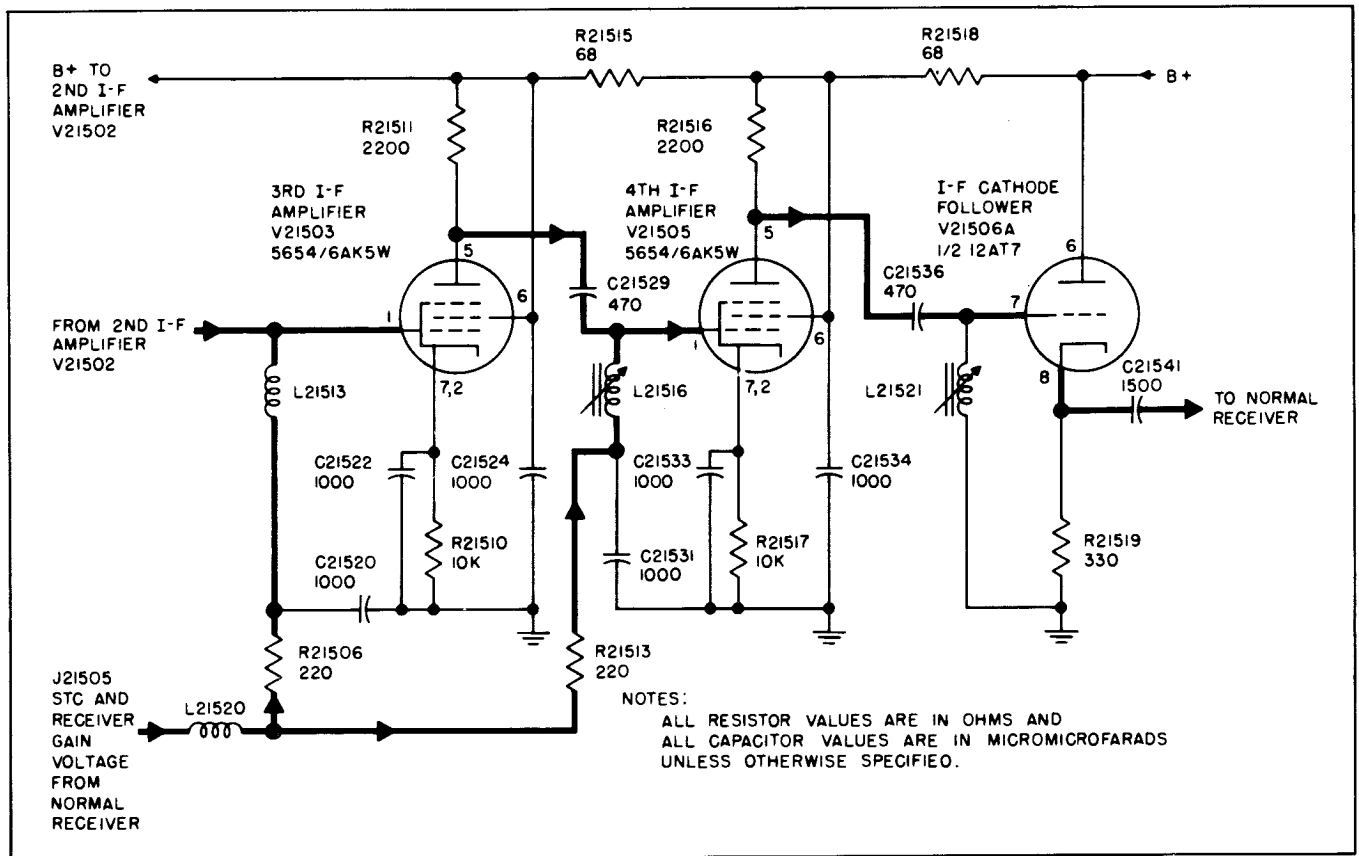 R21515
68
R21518
68
B+ TO
2ND I-F
AMPLIFIER
V21502
B+
R21511
2200
R21516
2200
3RD I-F
AMPLIFIER
V21503
5654/6AK5W
4TH I-F
AMPLIFIER
V21505
5654/6AK5W
I-F CATHODE
FOLLOWER
V21506A
1/2 12AT7
5
5
6
6
C21529
470
C21536
470
7
1
FROM 2ND I-F
AMPLIFIER
V21502
1
6
L21513
7,2
L21516
7,2
L21521
8
C21541
1500
TO NORMAL
RECEIVER
C21522
1000
C21524
1000
C21533
1000
C21534
1000
R21510
10K
C21520
1000
C21531
1000
R21517
10K
R21519
330
R21506
220
R21513
220
J21505
STC AND
RECEIVER
GAIN
VOLTAGE
FROM
NORMAL
RECEIVER
L21520
NOTES:
ALL RESISTOR VALUES ARE IN OHMS AND
ALL CAPACITOR VALUES ARE IN MICROMICROFARADS
UNLESS OTHERWISE SPECIFIEO.